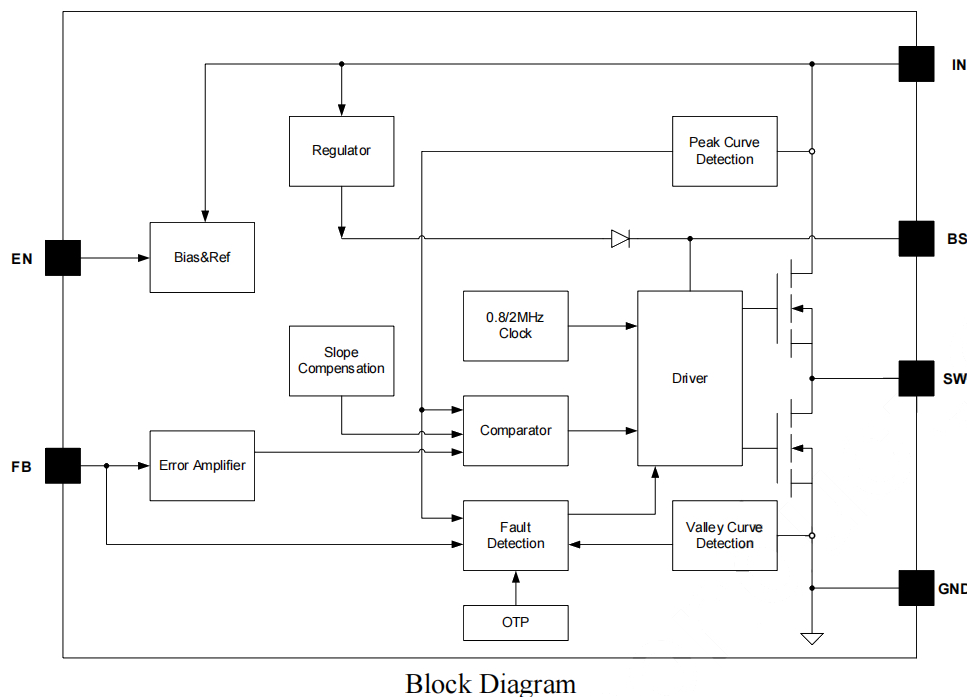 IN
Regulator
Peak Curve
Detection
BS
EN
Bias&Ref
0.8/2MHz
Clock
Slope
Compensation
Driver
SW
Comparator
FB
Error Amplifier
Fault
Detection
Valley Curve
Detection
GND
OTP
Block Diagram